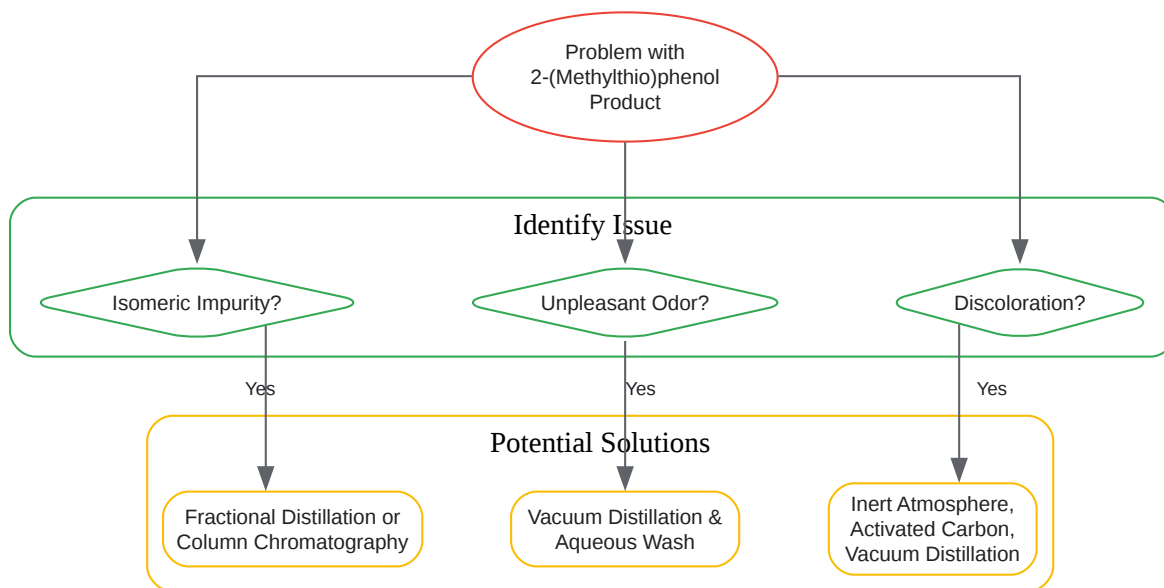 Problem with
2-(Methylthio)phenol
Product
Identify Issue
Isomeric Impurity?
Unpleasant Odor?
Discoloration?
Yes
Yes
Yes
Potential Solutions
Fractional Distillation or
Column Chromatography
Vacuum Distillation &
Aqueous Wash
Inert Atmosphere,
Activated Carbon,
Vacuum Distillation